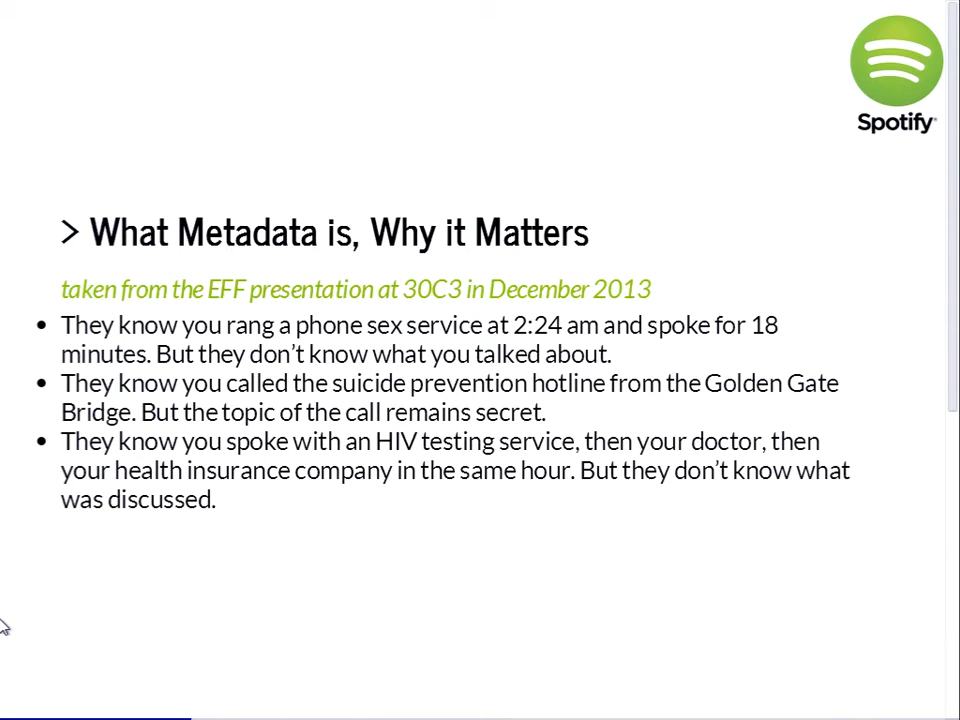 Spotify
> What Metadata is, Why it Matters
taken from the EFF presentation at 30C3 in December 2013
• They know you rang a phone sex service at 2:24 am and spoke for 18
minutes. But they don’t know what you talked about.
• They know you called the suicide prevention hotline from the Golden Gate
Bridge. But the topic of the call remains secret.
• They know you spoke with an HIV testing service, then your doctor, then
your health insurance company in the same hour. But they don’t know what
was discussed.